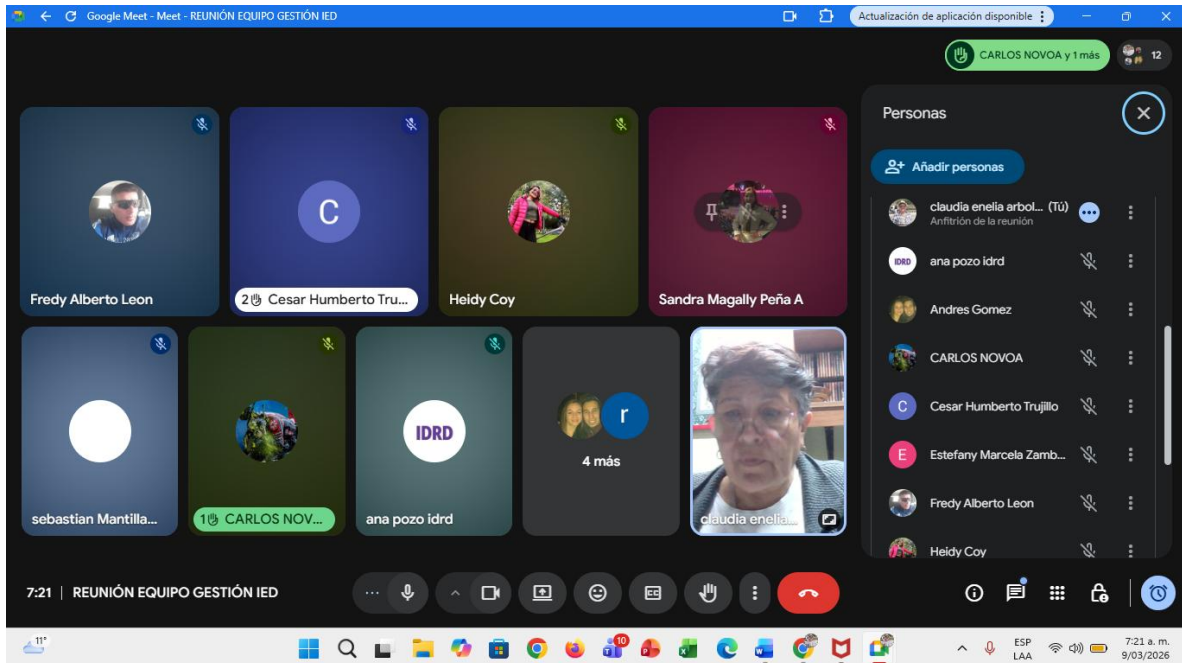 Google Meet - Meet - REUNIÓN EQUIPO GESTIÓN IED
Actualización de aplicación disponible
CARLOS NOVOA y 1 más
12
Fredy Alberto Leon
C
2 Cesar Humberto Tru...
Heidy Coy
Sandra Magally Peña A
sebastian Mantilla...
1 CARLOS NOV...
IDRD
ana pozo idrd
r
4 más
claudia enelia...
Personas
Añadir personas
claudia enelia arbol... (Tú)
Anfitrión de la reunión
IDRD
ana pozo idrd
Andres Gomez
CARLOS NOVOA
C
Cesar Humberto Trujillo
E
Estefany Marcela Zamb...
Fredy Alberto Leon
Heidy Coy
7:21 | REUNIÓN EQUIPO GESTIÓN IED
11°
10
ESP
LAA
7:21 a. m.
9/03/2026